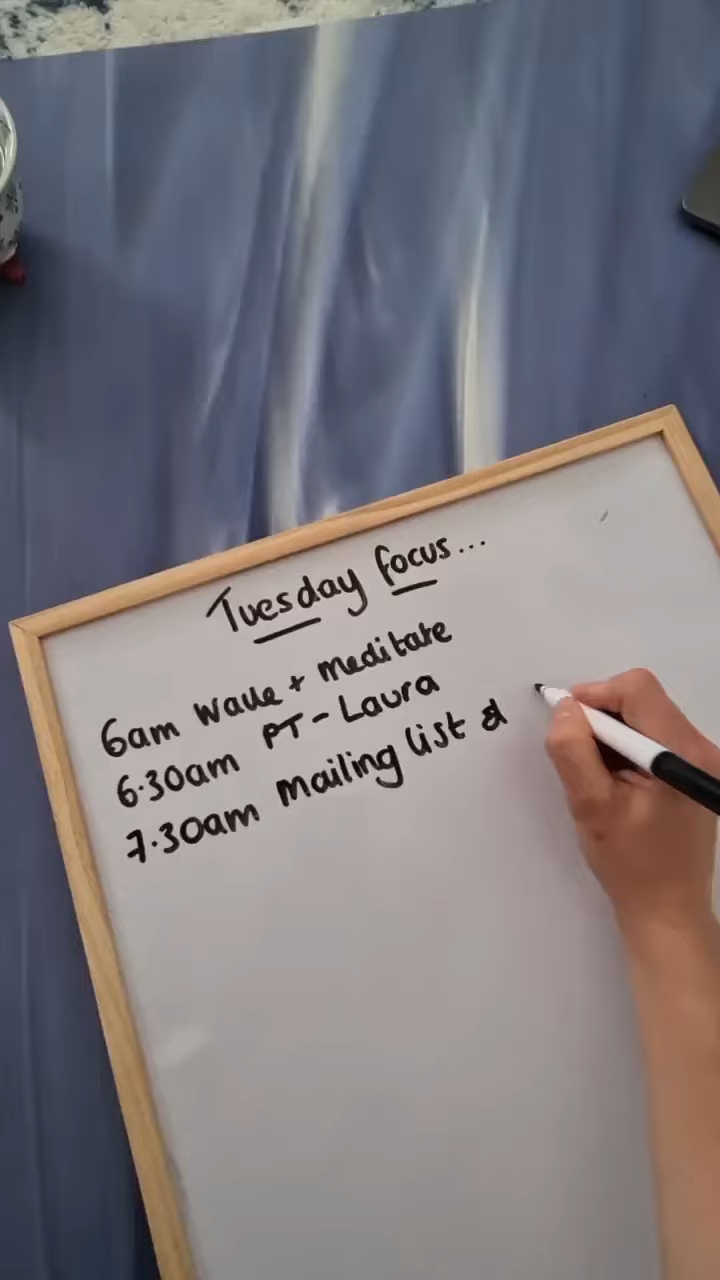 Tuesday focus...
6am Wake + meditate
6.30am PT - Laura
7.30am mailing list &